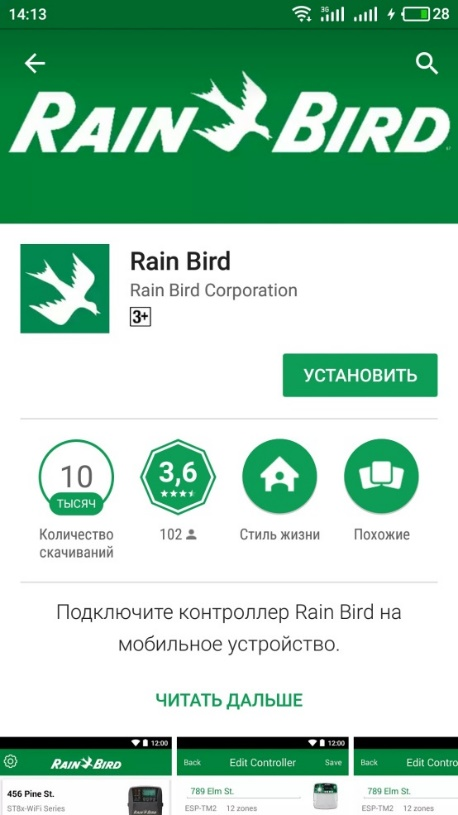 14:13
3G
28
RAIN BIRD
Rain Bird
Rain Bird Corporation
3+
УСТАНОВИТЬ
10
ТЫСЯЧ
3,6
Количество
скачиваний
102
Стиль жизни
Похожие
Подключите контроллер Rain Bird на
мобильное устройство.
ЧИТАТЬ ДАЛЬШЕ
12:00
RAIN BIRD
456 Pine St.
ST8x-WiFi Series
12:00
Back
Edit Controller
Save
789 Elm St.
ESP-TM2
12 zones
Back
Edit Contro
789 Elm St.
ESP-TM2
12 zones